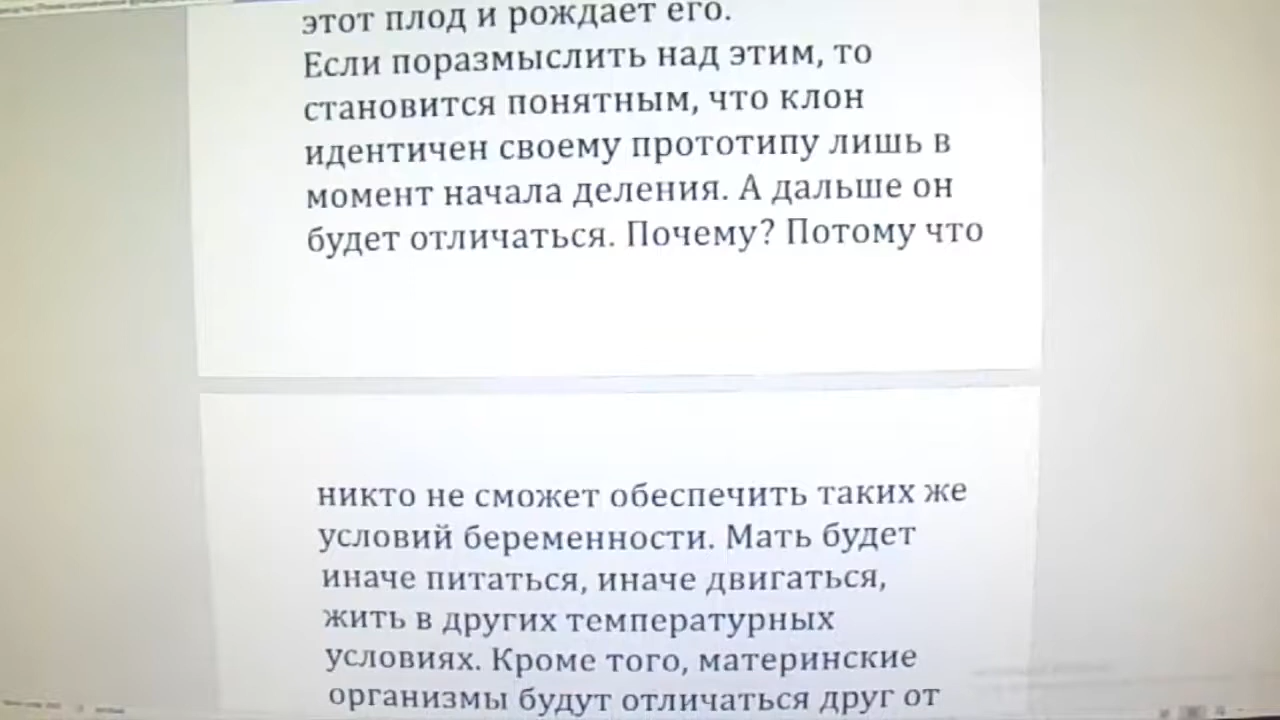 этот плод и рождает его.
Если поразмыслить над этим, то
становится понятным, что клон
идентичен своему прототипу лишь в
момент начала деления. А дальше он
будет отличаться. Почему? Потому что
никто не сможет обеспечить таких же
условий беременности. Мать будет
иначе питаться, иначе двигаться,
жить в других температурных
условиях. Кроме того, материнские
организмы будут отличаться друг от